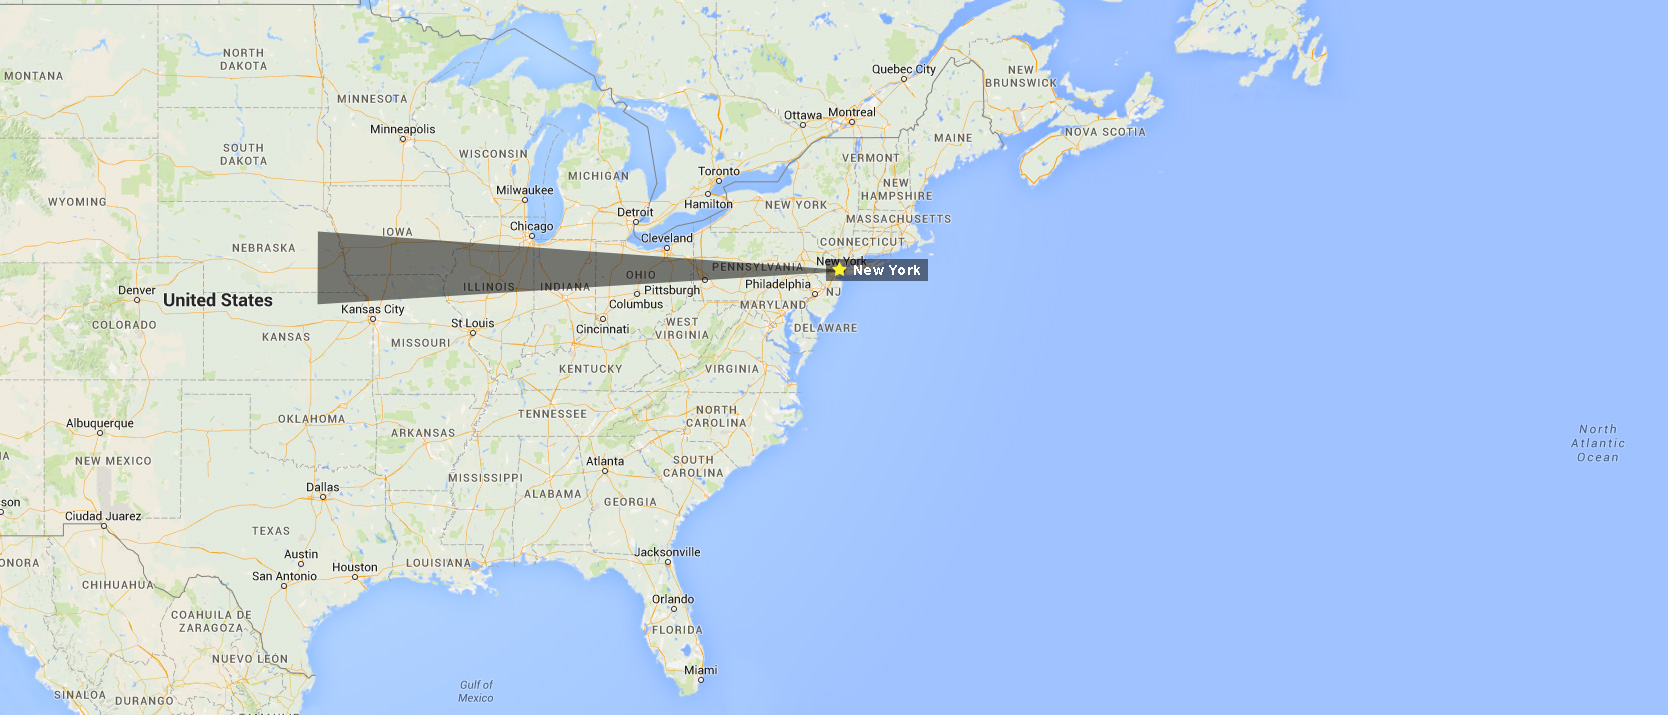 Quebec City
NEW
BRUNSWICK
NORTH
DAKOTA
MONTANA
MINNESOTA
Ottawa
Montreal
Minneapolis
NOVA SCOTIA
MAINE
SOUTH
DAKOTA
WISCONSIN
VERMONT
Toronto
MICHIGAN
NEW
HAMPSHIRE
Milwaukee
WYOMING
Hamilton
NEW YORK
Detroit
MASSACHUSETTS
Chicago
IOWA
Cleveland
CONNECTICUT
NEBRASKA
New York
New York
PENNSYLVANIA
OHIO
ILLINOIS
INDIANA
Pittsburgh
Philadelphia
NJ
Denver
United States
Columbus
MARYLAND
Kansas City
COLORADO
St Louis
Cincinnati
WEST
VIRGINIA
DELAWARE
KANSAS
MISSOURI
KENTUCKY
VIRGINIA
NORTH
CAROLINA
TENNESSEE
OKLAHOMA
Albuquerque
ARKANSAS
North
Atlantic
Ocean
IA
NEW MEXICO
Atlanta
SOUTH
CAROLINA
MISSISSIPPI
Dallas
ALABAMA
GEORGIA
son
Ciudad Juarez
TEXAS
Austin
Jacksonville
ONORA
LOUISIANA
Houston
San Antonio
CHIHUAHUA
Orlando
COAHUILA DE
ZARAGOZA
FLORIDA
NUEVO LEON
Miami
Gulf of
Mexico
SINALOA
DURANGO
TAMAULIPAS